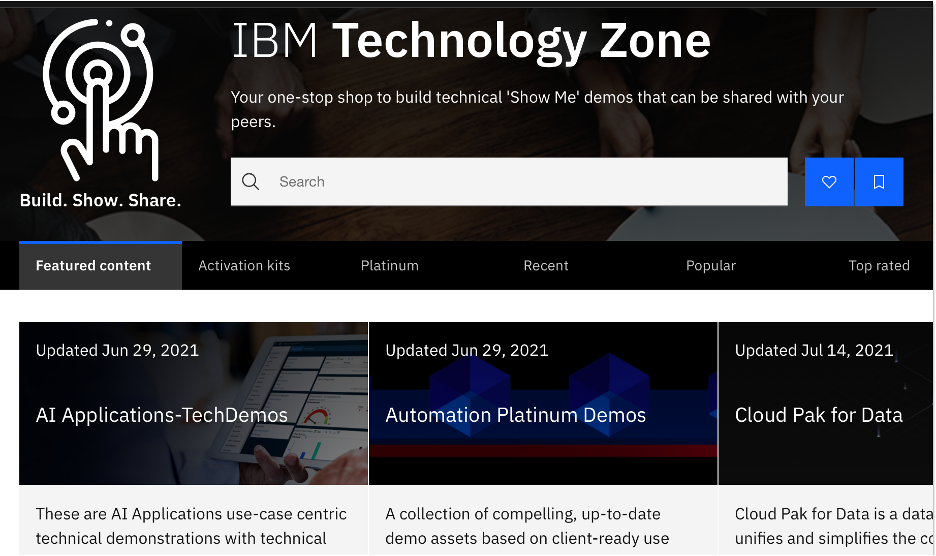 IBM Technology Zone
Your one-stop shop to build technical 'Show Me' demos that can be shared with your
peers.
Search
Build. Show. Share.
Featured content
Activation kits
Platinum
Recent
Popular
Top rated
Updated Jun 29, 2021
AI Applications-TechDemos
These are AI Applications use-case centric
technical demonstrations with technical
Updated Jun 29, 2021
Automation Platinum Demos
A collection of compelling, up-to-date
demo assets based on client-ready use
Updated Jul 14, 2021
Cloud Pak for Data
Cloud Pak for Data is a data
unifies and simplifies the